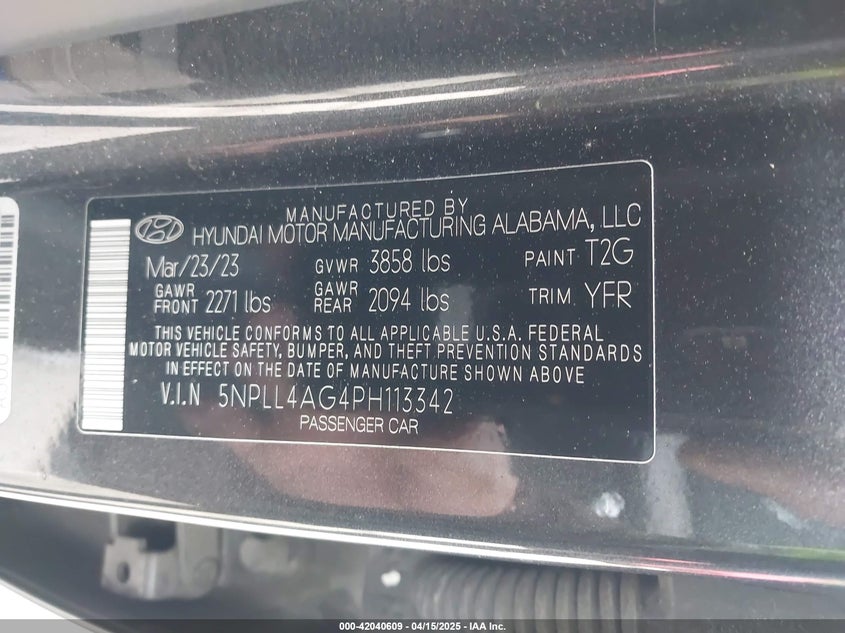 MANUFACTURED BY
HYUNDAI MOTOR MANUFACTURING ALABAMA, LLC
Mar/23/23 GVWR 3858 lbs PAINT T2G
GAWR FRONT 2271 lbs GAWR REAR 2094 lbs TRIM YFR
THIS VEHICLE CONFORMS TO ALL APPLICABLE U.S.A. FEDERAL
MOTOR VEHICLE SAFETY, BUMPER, AND THEFT PREVENTION STANDARDS
IN EFFECT ON THE DATE OF MANUFACTURE SHOWN ABOVE
V.I.N 5NPLL4AG4PH113342
PASSENGER CAR
000-42040609 - 04/15/2025 - IAA Inc.